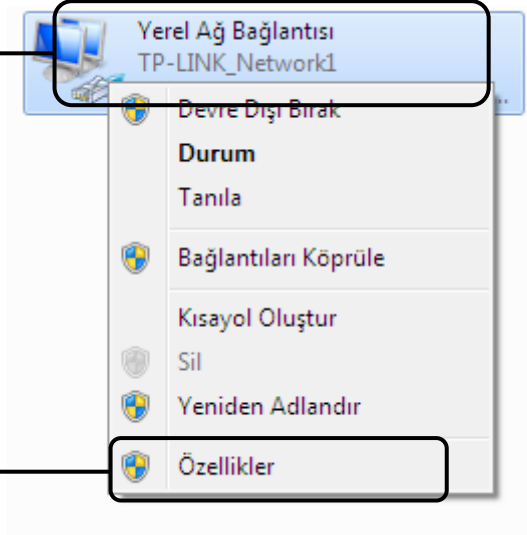 Yerel Ağ Bağlantısı
TP-LINK_Network1
Devre Dışı Bırak
Durum
Tanıla
Bağlantıları Köprüle
Kısayol Oluştur
Sil
Yeniden Adlandır
Özellikler